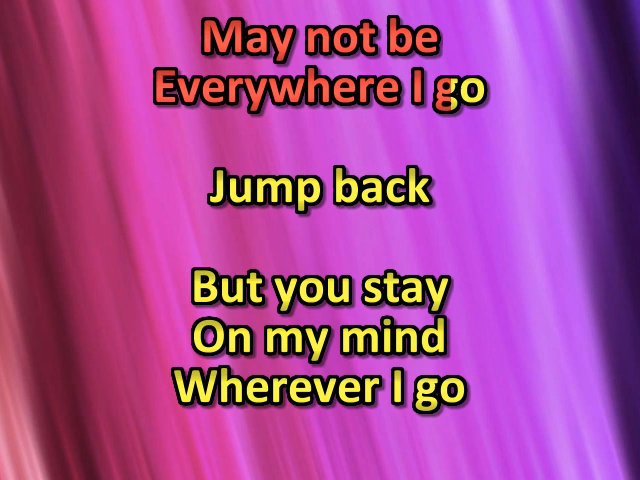 May not be
Everywhere I go
Jump back
But you stay
On my mind
Wherever I go